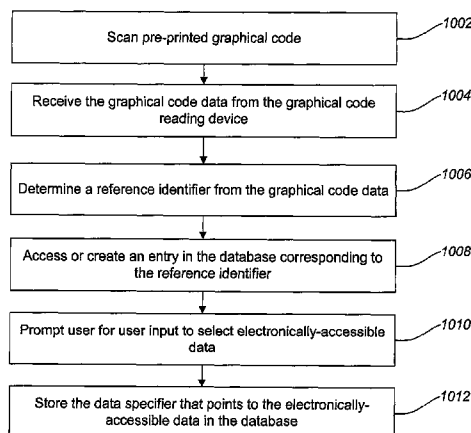 Scan pre-printed graphical code
1002
Receive the graphical code data from the graphical code
reading device
1004
Determine a reference identifier from the graphical code data
1006
Access or create an entry in the database corresponding to
the reference identifier
1008
Prompt user for user input to select electronically-accessible
data
1010
Store the data specifier that points to the electronically-
accessible data in the database
1012